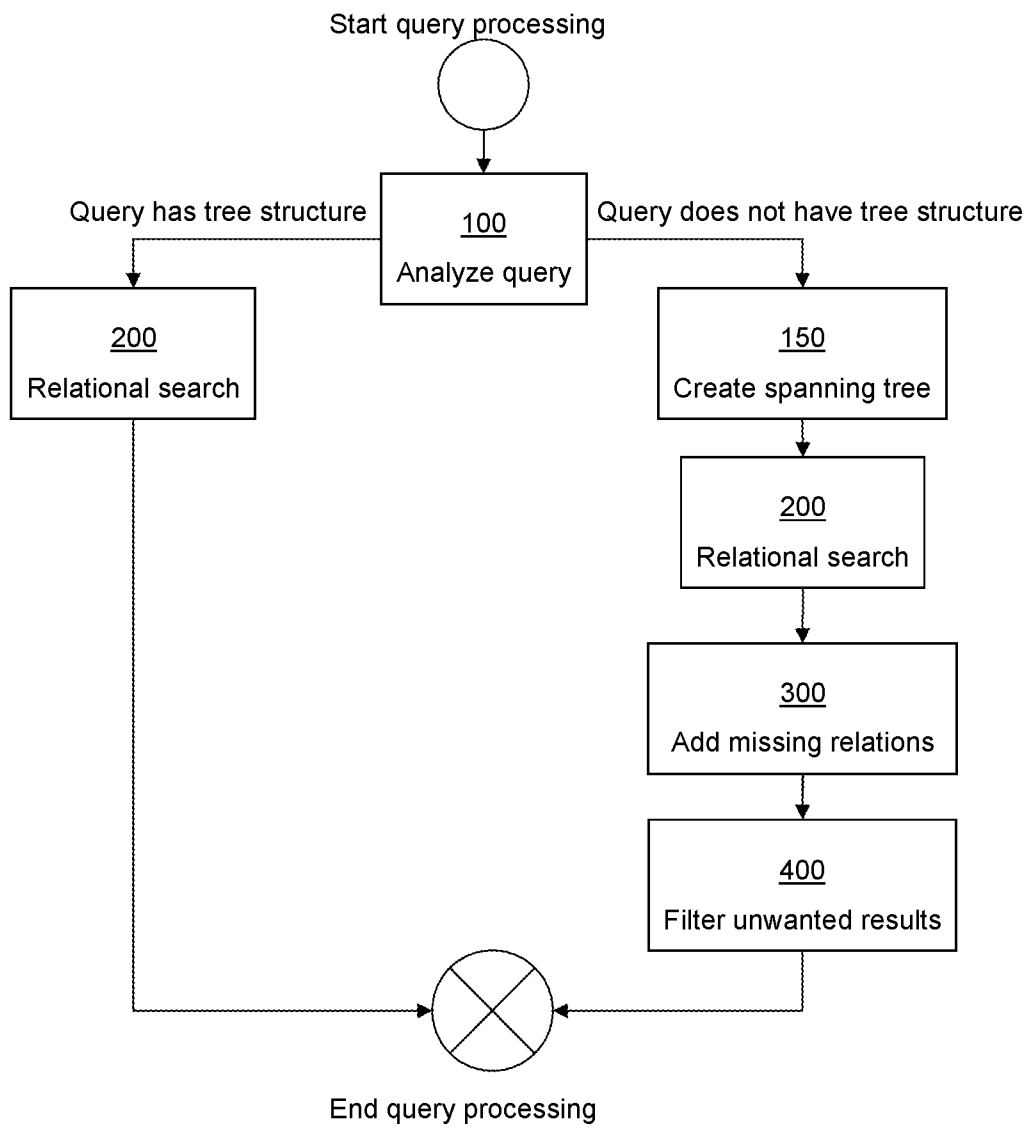 Start query processing
Query has tree structure
Query does not have tree structure
100
Analyze query
200
Relational search
150
Create spanning tree
200
Relational search
300
Add missing relations
400
Filter unwanted results
End query processing